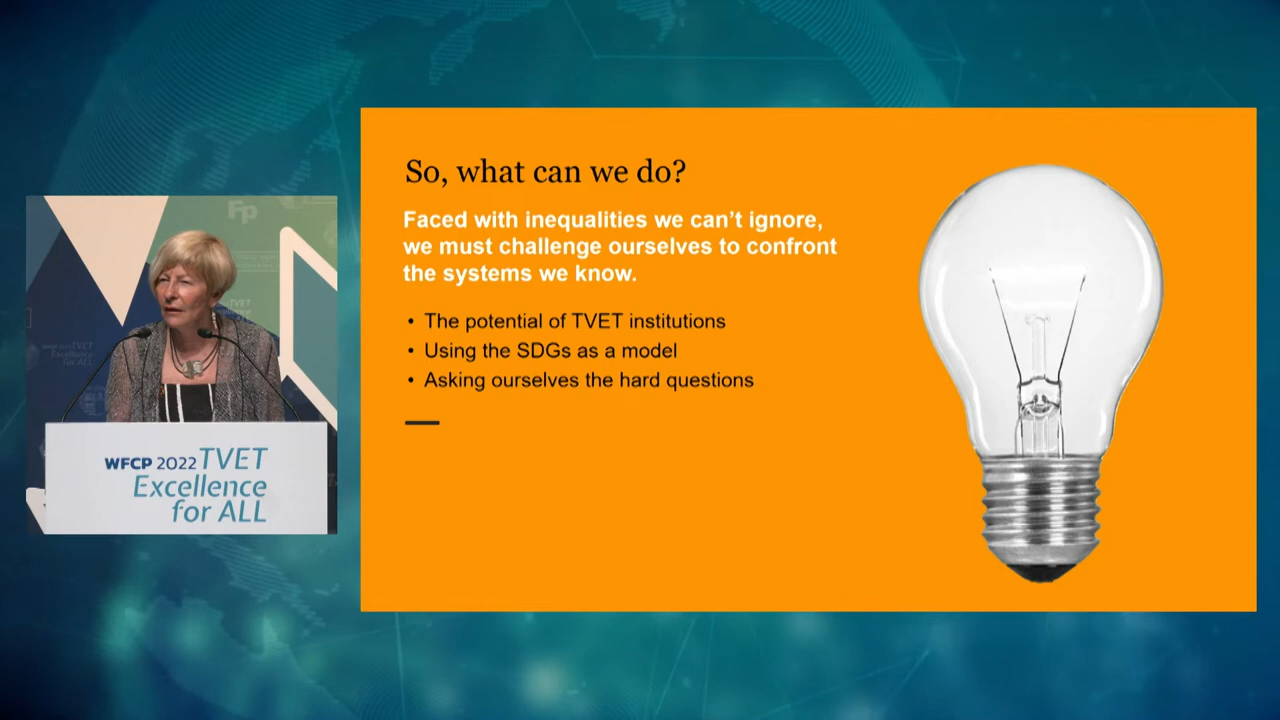 So, what can we do?
Faced with inequalities we can't ignore,
we must challenge ourselves to confront
the systems we know.
• The potential of TVET institutions
• Using the SDGs as a model
• Asking ourselves the hard questions
Fp
WFCP 2022 TVET
Excellence
for ALL